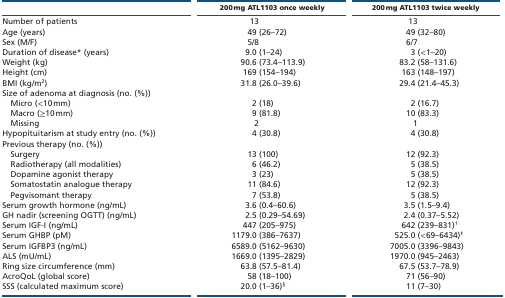 200 mg ATL1103 once weekly 200 mg ATL1103 twice weekly
Number of patients 13 13
Age (years) 49 (26–72) 49 (32–80)
Sex (M/F) 5/8 6/7
Duration of disease* (years) 9.0 (1–24) 3 (<1–20)
Weight (kg) 90.6 (73.4–113.9) 83.2 (58–131.6)
Height (cm) 169 (154–194) 163 (148–197)
BMI (kg/m²) 31.8 (26.0–39.6) 29.4 (21.4–45.3)
Size of adenoma at diagnosis (no. (%))
Micro (<10 mm) 2 (18) 2 (16.7)
Macro (≥10 mm) 9 (81.8) 10 (83.3)
Missing 2 1
Hypopituitarism at study entry (no. (%)) 4 (30.8) 4 (30.8)
Previous therapy (no. (%))
Surgery 13 (100) 12 (92.3)
Radiotherapy (all modalities) 6 (46.2) 5 (38.5)
Dopamine agonist therapy 3 (23) 5 (38.5)
Somatostatin analogue therapy 11 (84.6) 12 (92.3)
Pegvisomant therapy 7 (53.8) 5 (38.5)
Serum growth hormone (ng/mL) 3.6 (0.4–60.6) 3.5 (1.5–9.4)
GH nadir (screening OGTT) (ng/mL) 2.5 (0.29–54.69) 2.4 (0.37–5.52)
Serum IGF-I (ng/mL) 447 (205–975) 642 (239–831)†
Serum GHBP (pM) 1179.0 (386–7637) 525.0 (<69–6434)‡
Serum IGFBP3 (ng/mL) 6589.0 (5162–9630) 7005.0 (3396–9843)
ALS (mU/mL) 1669.0 (1395–2829) 1970.0 (945–2463)
Ring size circumference (mm) 63.8 (57.5–81.4) 67.5 (53.7–78.9)
AcroQoL (global score) 58 (18–100) 71 (56–90)
SSS (calculated maximum score) 20.0 (1–36)§ 11 (7–30)